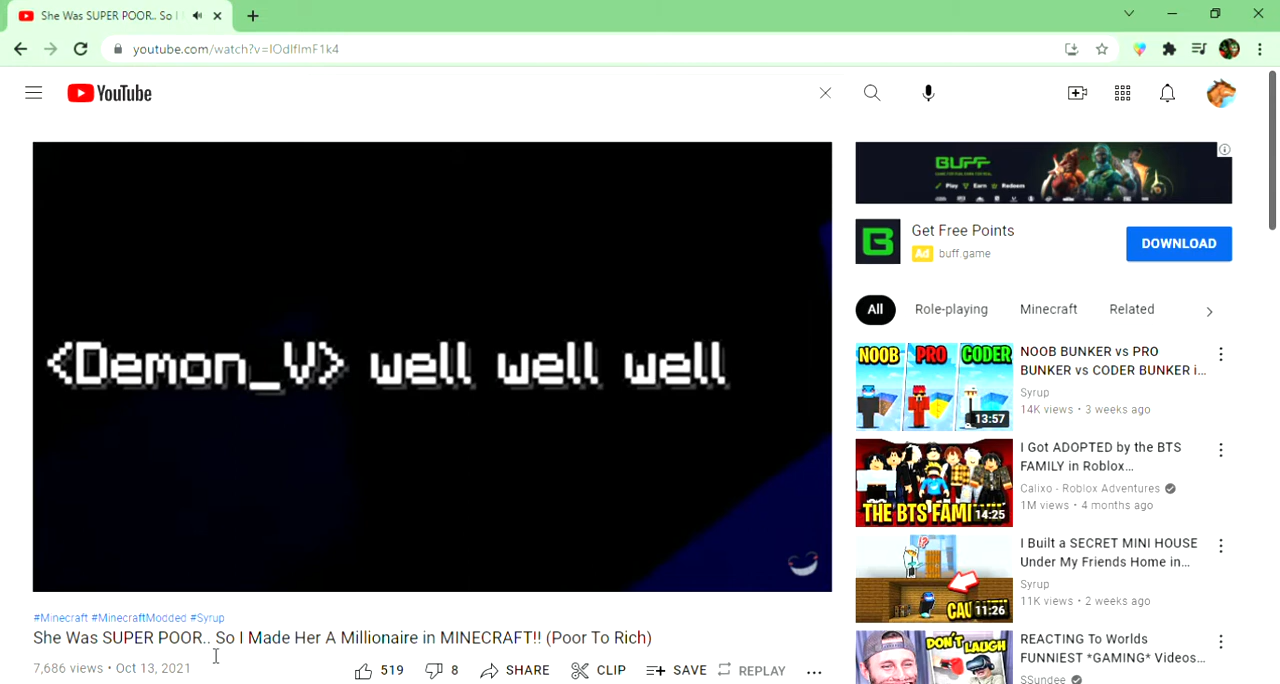 She Was SUPER POOR.. So I
youtube.com/watch?v=IOdIfImF1k4
YouTube
<Demon_V> well well well
#Minecraft #MinecraftModded #Syrup
She Was SUPER POOR.. So I Made Her A Millionaire in MINECRAFT!! (Poor To Rich)
7,686 views • Oct 13, 2021
519
8
SHARE
CLIP
SAVE
REPLAY
BUFF
Play Earn Redeem
Get Free Points
Ad buff.game
DOWNLOAD
All
Role-playing
Minecraft
Related
NOOB PRO CODER
13:57
NOOB BUNKER vs PRO
BUNKER vs CODER BUNKER i...
Syrup
14K views • 3 weeks ago
THE BTS FAMI
14:25
I Got ADOPTED by the BTS
FAMILY in Roblox...
Calixo - Roblox Adventures
1M views • 4 months ago
CAU
11:26
I Built a SECRET MINI HOUSE
Under My Friends Home in...
Syrup
11K views • 2 weeks ago
DON'T LAUGH
REACTING To Worlds
FUNNIEST *GAMING* Videos...
SSundee